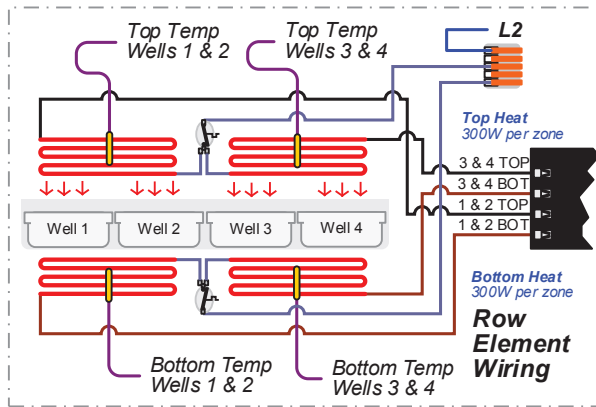 Top Temp
Wells 1 & 2
Top Temp
Wells 3 & 4
L2
Top Heat
300W per zone
3 & 4 TOP
3 & 4 BOT
1 & 2 TOP
1 & 2 BOT
Well 1
Well 2
Well 3
Well 4
Bottom Heat
300W per zone
Row
Element
Wiring
Bottom Temp
Wells 1 & 2
Bottom Temp
Wells 3 & 4